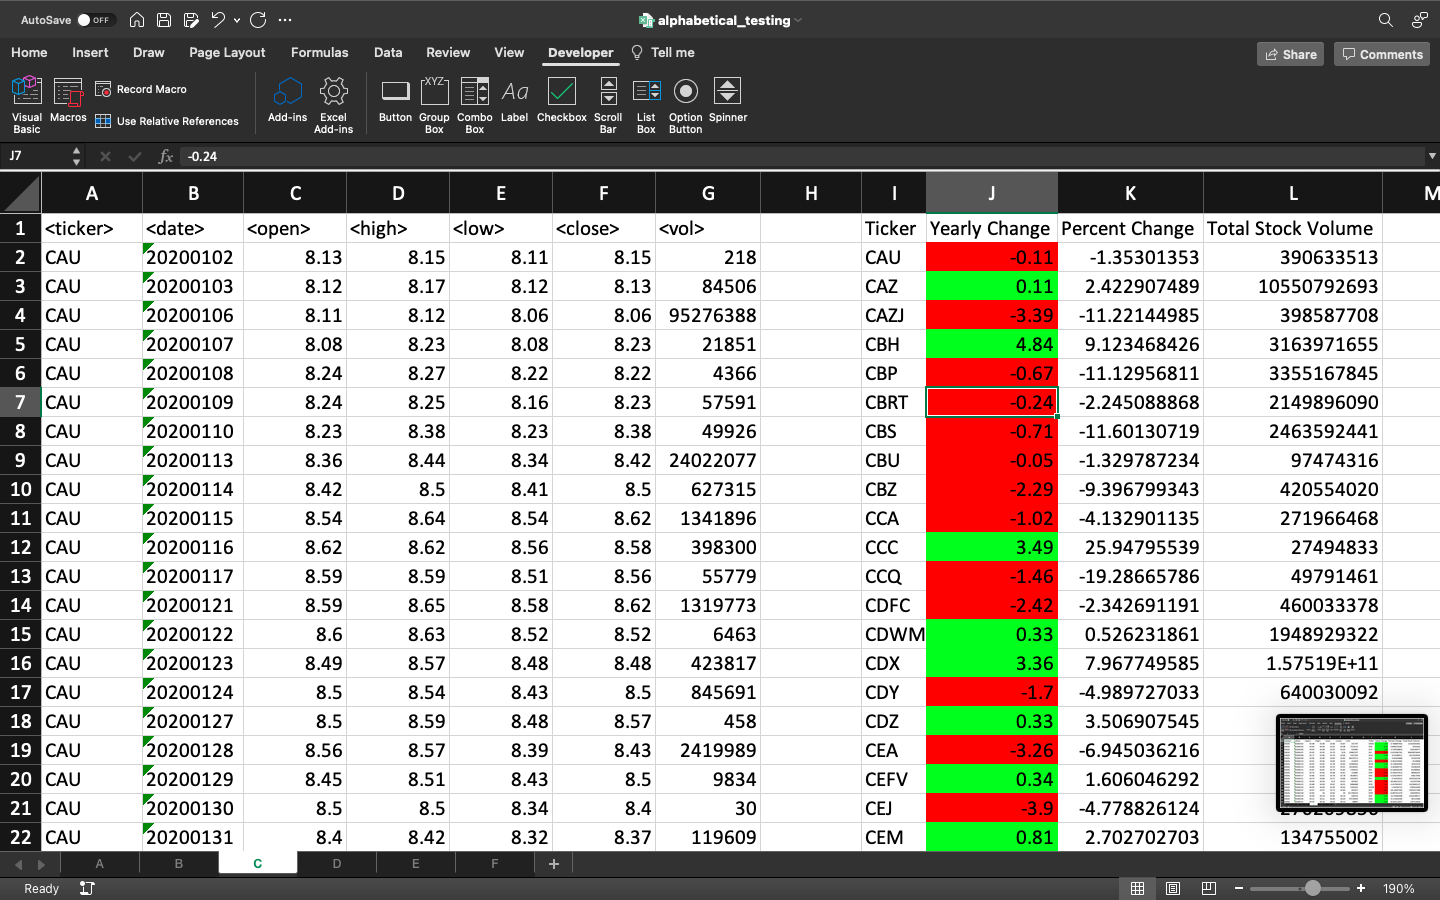 AutoSave OFF alphabetical_testing
Home Insert Draw Page Layout Formulas Data Review View Developer Tell me Share Comments
Visual Basic Macros Record Macro Use Relative References Add-ins Excel Add-ins Button Group Box Combo Box Label Checkbox Scroll Bar List Box Option Button Spinner
XYZ Aa
J7 fx -0.24
A B C D E F G H I J K L M
1 <ticker> <date> <open> <high> <low> <close> <vol> Ticker Yearly Change Percent Change Total Stock Volume
2 CAU 20200102 8.13 8.15 8.11 8.15 218 CAU -0.11 -1.35301353 390633513
3 CAU 20200103 8.12 8.17 8.12 8.13 84506 CAZ 0.11 2.422907489 10550792693
4 CAU 20200106 8.11 8.12 8.06 8.06 95276388 CAZJ -3.39 -11.22144985 398587708
5 CAU 20200107 8.08 8.23 8.08 8.23 21851 CBH 4.84 9.123468426 3163971655
6 CAU 20200108 8.24 8.27 8.22 8.22 4366 CBP -0.67 -11.12956811 3355167845
7 CAU 20200109 8.24 8.25 8.16 8.23 57591 CBRT -0.24 -2.245088868 2149896090
8 CAU 20200110 8.23 8.38 8.23 8.38 49926 CBS -0.71 -11.60130719 2463592441
9 CAU 20200113 8.36 8.44 8.34 8.42 24022077 CBU -0.05 -1.329787234 97474316
10 CAU 20200114 8.42 8.5 8.41 8.5 627315 CBZ -2.29 -9.396799343 420554020
11 CAU 20200115 8.54 8.64 8.54 8.62 1341896 CCA -1.02 -4.132901135 271966468
12 CAU 20200116 8.62 8.62 8.56 8.58 398300 CCC 3.49 25.94795539 27494833
13 CAU 20200117 8.59 8.59 8.51 8.56 55779 CCQ -1.46 -19.28665786 49791461
14 CAU 20200121 8.59 8.65 8.58 8.62 1319773 CDFC -2.42 -2.342691191 460033378
15 CAU 20200122 8.6 8.63 8.52 8.52 6463 CDWM 0.33 0.526231861 1948929322
16 CAU 20200123 8.49 8.57 8.48 8.48 423817 CDX 3.36 7.967749585 1.57519E+11
17 CAU 20200124 8.5 8.54 8.43 8.5 845691 CDY -1.7 -4.989727033 640030092
18 CAU 20200127 8.5 8.59 8.48 8.57 458 CDZ 0.33 3.506907545
19 CAU 20200128 8.56 8.57 8.39 8.43 2419989 CEA -3.26 -6.945036216
20 CAU 20200129 8.45 8.51 8.43 8.5 9834 CEFV 0.34 1.606046292
21 CAU 20200130 8.5 8.5 8.34 8.4 30 CEJ -3.9 -4.778826124
22 CAU 20200131 8.4 8.42 8.32 8.37 119609 CEM 0.81 2.702702703 134755002
A B C D E F +
Ready 190%